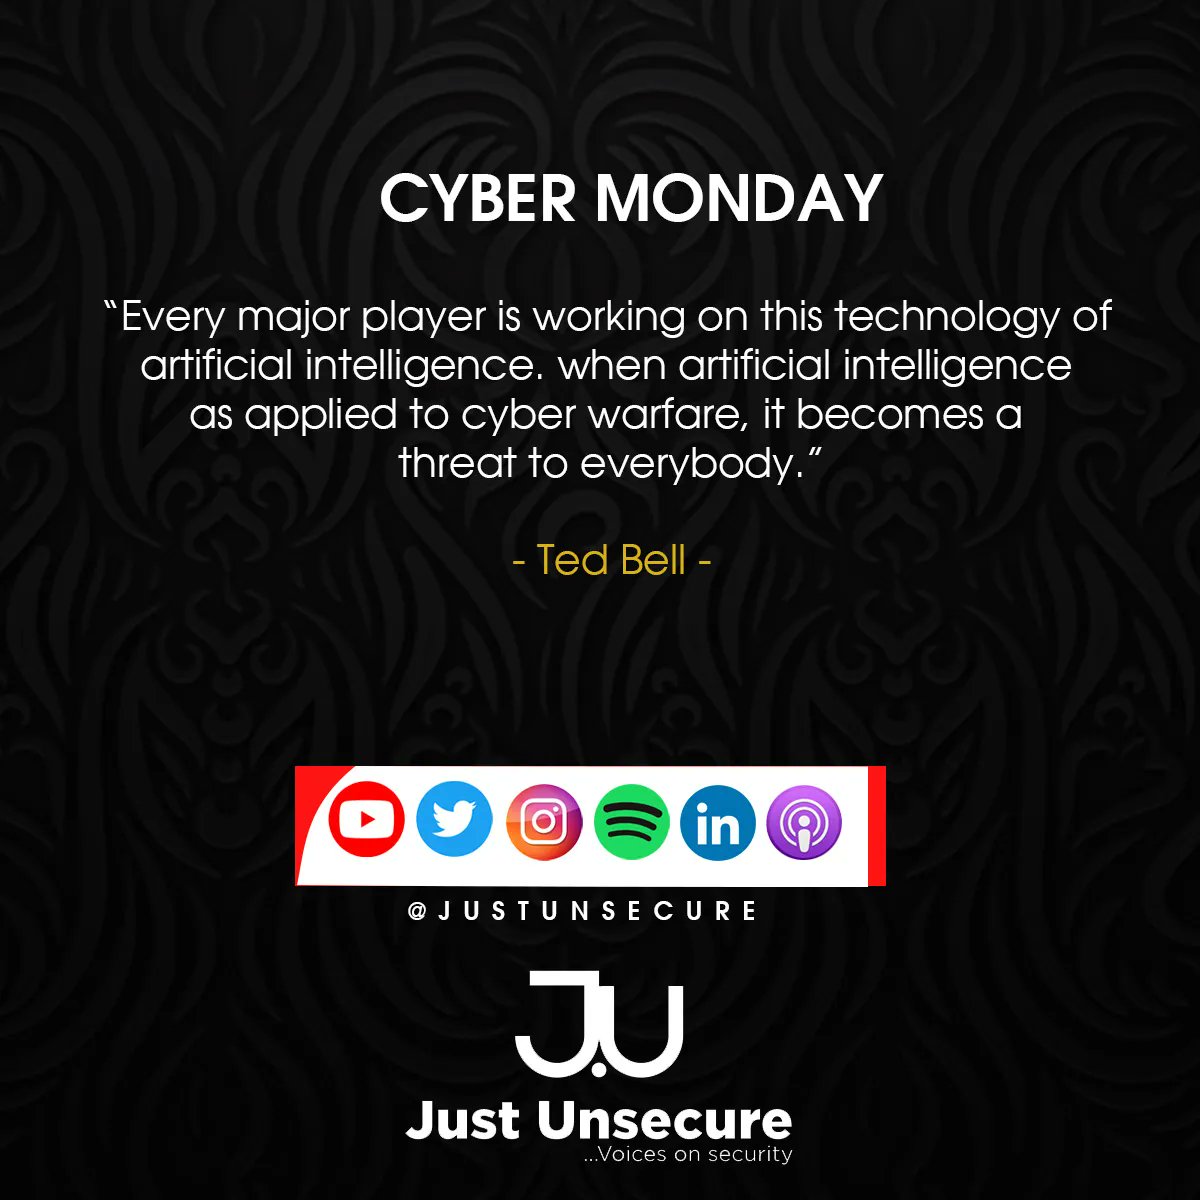 CYBER MONDAY
“Every major player is working on this technology of
artificial intelligence. when artificial intelligence
as applied to cyber warfare, it becomes a
threat to everybody.”
- Ted Bell -
in
@JUSTUNSECURE
J.U
Just Unsecure
...Voices on security